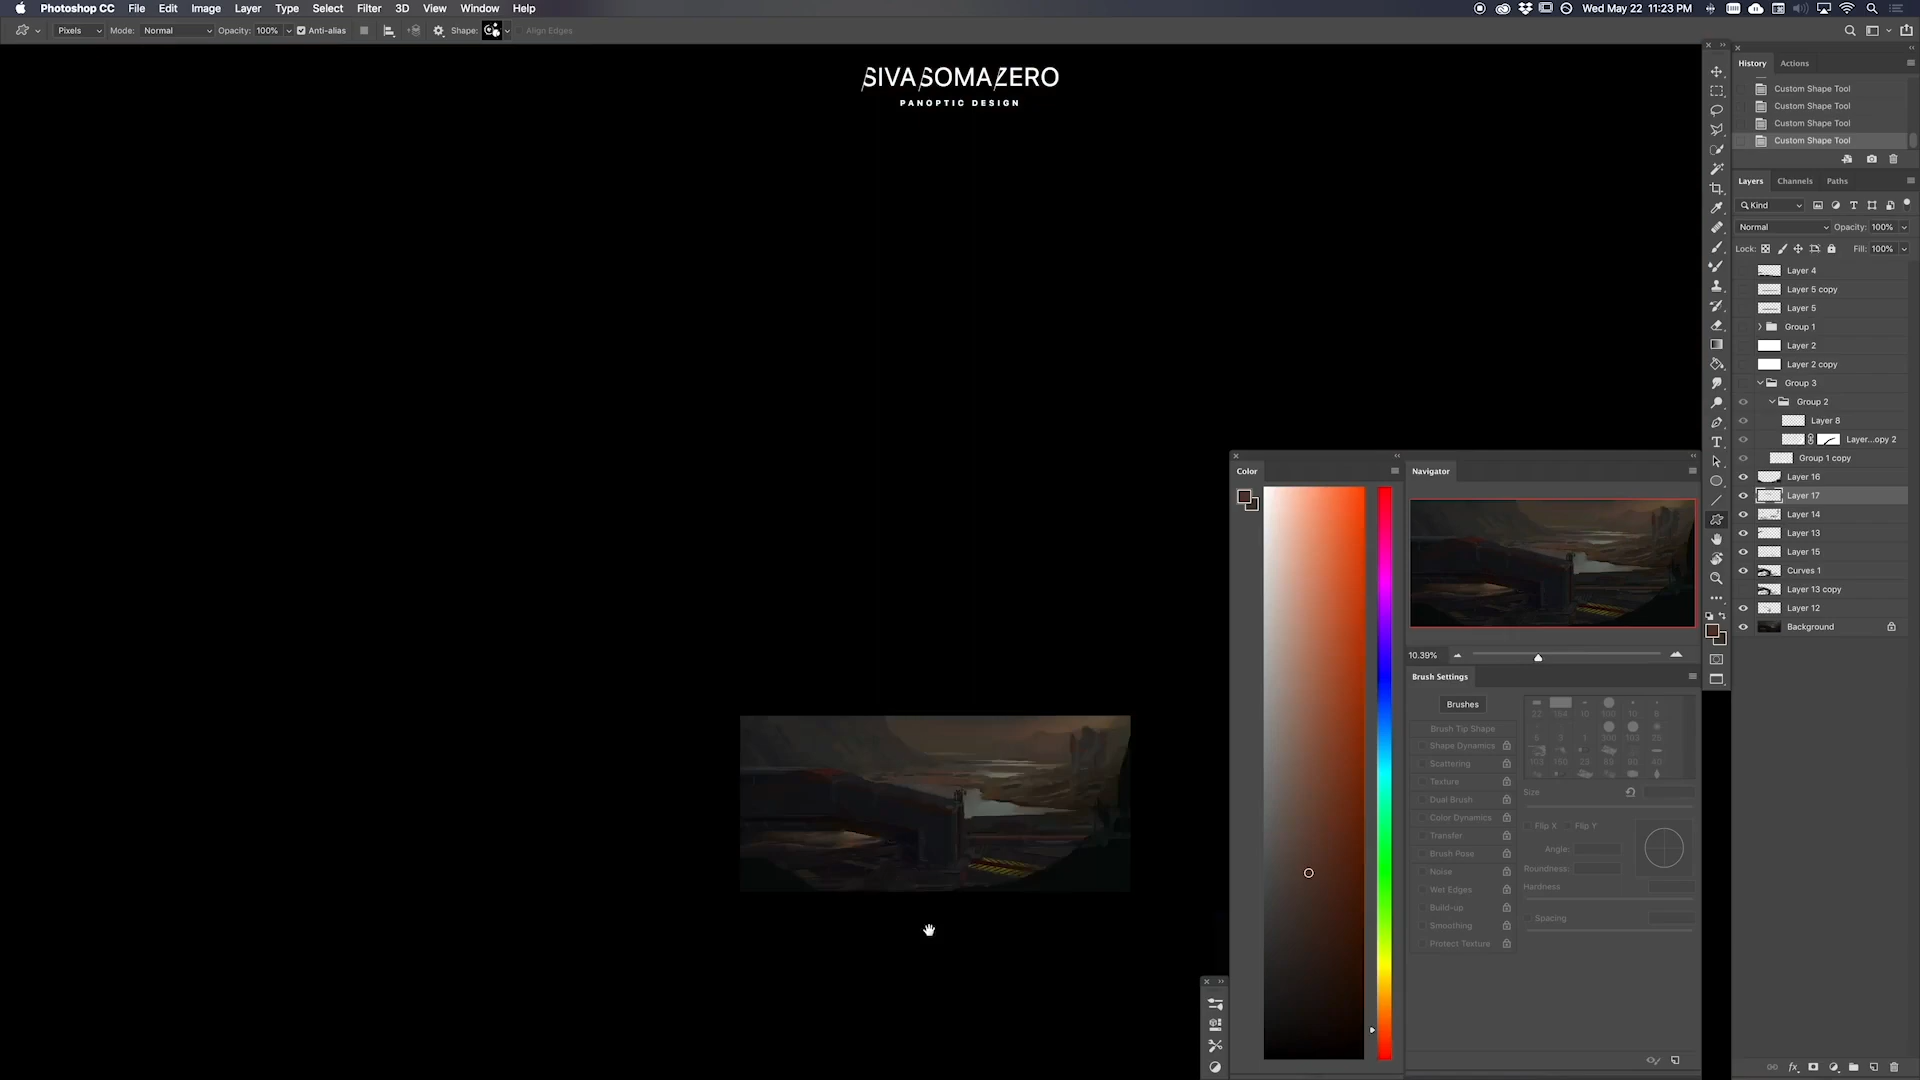 Photoshop CC File Edit Image Layer Type Select Filter 3D View Window Help Wed May 22 11:23 PM
Pixels Mode: Normal Opacity: 100% Anti-alias Shape: Align Edges
SIVASOMAZERO
PANOPTIC DESIGN
History Actions
Custom Shape Tool
Custom Shape Tool
Custom Shape Tool
Custom Shape Tool
Layers Channels Paths
Kind
Normal Opacity: 100%
Lock: Fill: 100%
Layer 4
Layer 5 copy
Layer 5
Group 1
Layer 2
Layer 2 copy
Group 3
Group 2
Layer 8
Layer...opy 2
Group 1 copy
Layer 16
Layer 17
Layer 14
Layer 13
Layer 15
Curves 1
Layer 13 copy
Layer 12
Background
Color
Navigator
10.39%
Brush Settings
Brushes
Brush Tip Shape
Shape Dynamics
Scattering
Texture
Dual Brush
Color Dynamics
Transfer
Brush Pose
Noise
Wet Edges
Build-up
Smoothing
Protect Texture
Size
Flip X Flip Y
Angle:
Roundness:
Hardness
Spacing